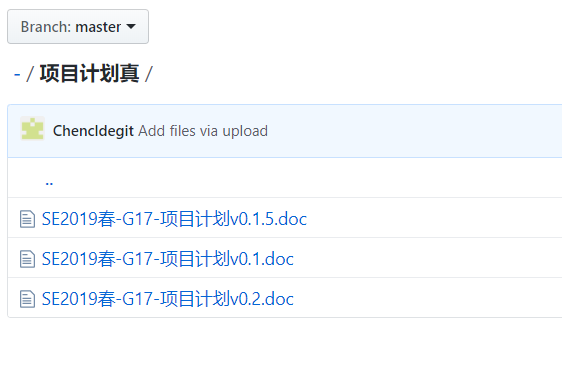 Branch: master
- / 项目计划真 /
Chencldegit Add files via upload
..
SE2019春-G17-项目计划v0.1.5.doc
SE2019春-G17-项目计划v0.1.doc
SE2019春-G17-项目计划v0.2.doc